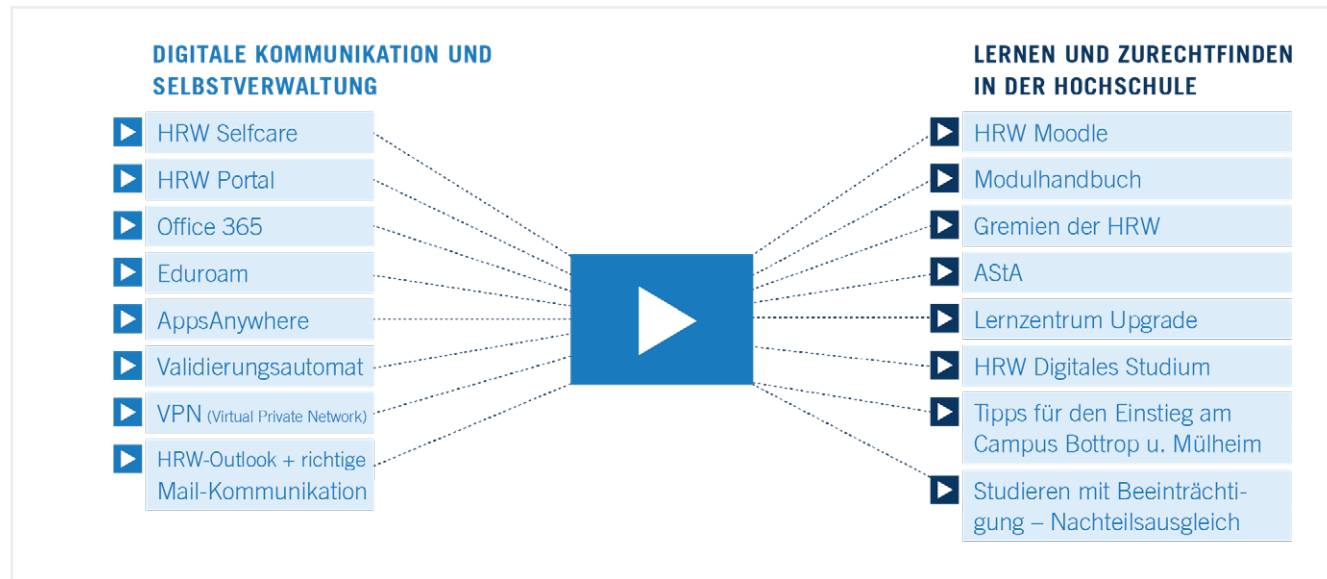 DIGITALE KOMMUNIKATION UND
SELBSTVERWALTUNG
HRW Selfcare
HRW Portal
Office 365
Eduroam
AppsAnywhere
Validierungsautomat
VPN (Virtual Private Network)
HRW-Outlook + richtige
Mail-Kommunikation
LERNEN UND ZURECHTFINDEN
IN DER HOCHSCHULE
HRW Moodle
Modulhandbuch
Gremien der HRW
AStA
Lernzentrum Upgrade
HRW Digitales Studium
Tipps für den Einstieg am
Campus Bottrop u. Mülheim
Studieren mit Beeinträchti-
gung – Nachteilsausgleich